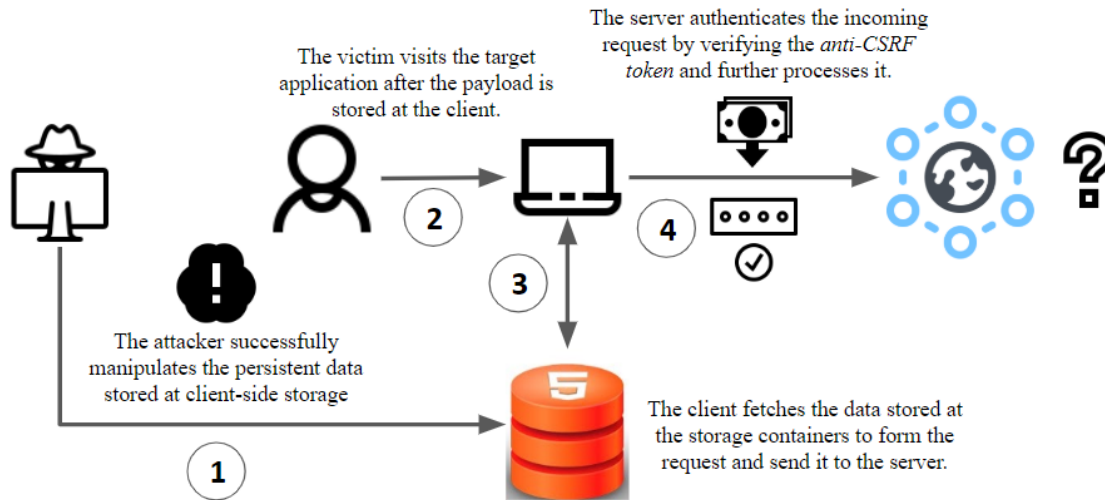 The server authenticates the incoming
request by verifying the anti-CSRF
token and further processes it.
The victim visits the target
application after the payload is
stored at the client.
2
4
3
The attacker successfully
manipulates the persistent data
stored at client-side storage
5
The client fetches the data stored at
the storage containers to form the
request and send it to the server.
1